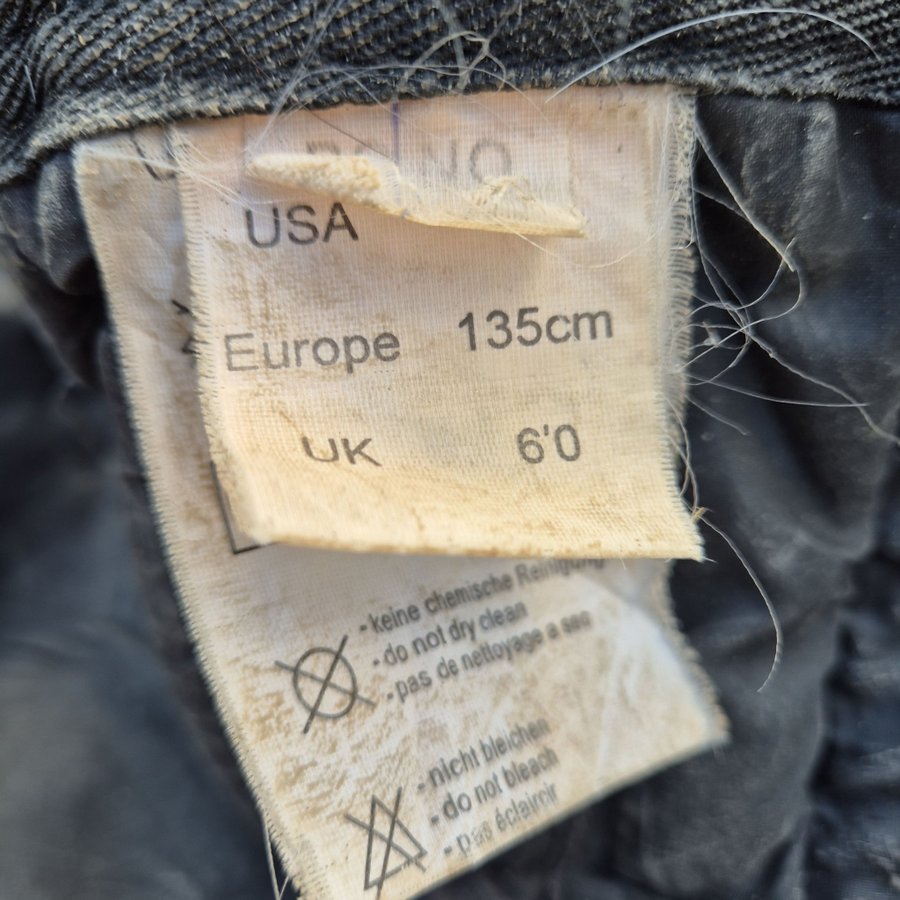 USA
Europe 135cm
UK 6'0
- keine chemische Reinigung
- do not dry clean
- pas de nettoyage a sec
- nicht bleichen
- do not bleach
- pas éclaircir